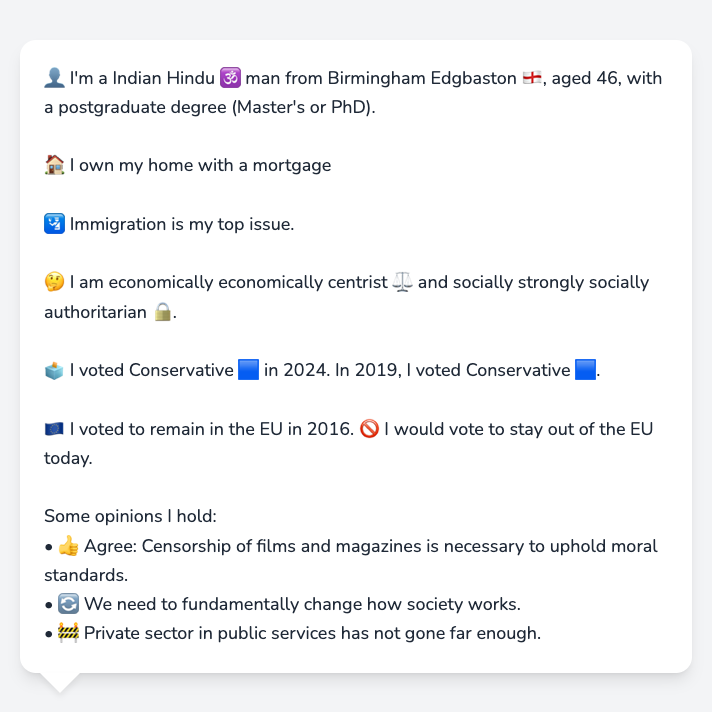 👤 I'm a Indian Hindu 🕉️ man from Birmingham Edgbaston 🏴󠁧󠁢󠁥󠁮󠁧󠁿, aged 46, with
a postgraduate degree (Master's or PhD).
🏠 I own my home with a mortgage
🛂 Immigration is my top issue.
🤔 I am economically economically centrist ⚖️ and socially strongly socially
authoritarian 🔒.
🗳️ I voted Conservative 🟦 in 2024. In 2019, I voted Conservative 🟦.
🇪🇺 I voted to remain in the EU in 2016. 🚫 I would vote to stay out of the EU
today.
Some opinions I hold:
• 👍 Agree: Censorship of films and magazines is necessary to uphold moral
standards.
• 🔄 We need to fundamentally change how society works.
• 🚧 Private sector in public services has not gone far enough.